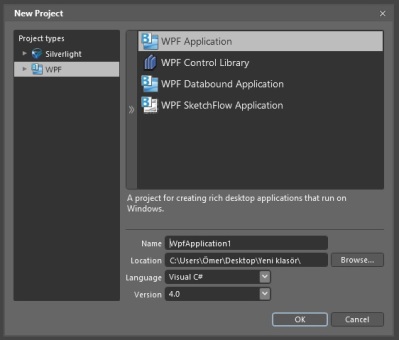 New Project
Project types
Silverlight
WPF
WPF Application
WPF Control Library
WPF Databound Application
WPF SketchFlow Application
A project for creating rich desktop applications that run on
Windows.
Name WpfApplication1
Location C:\Users\Ömer\Desktop\Yeni klasör\ Browse...
Language Visual C#
Version 4.0
OK Cancel